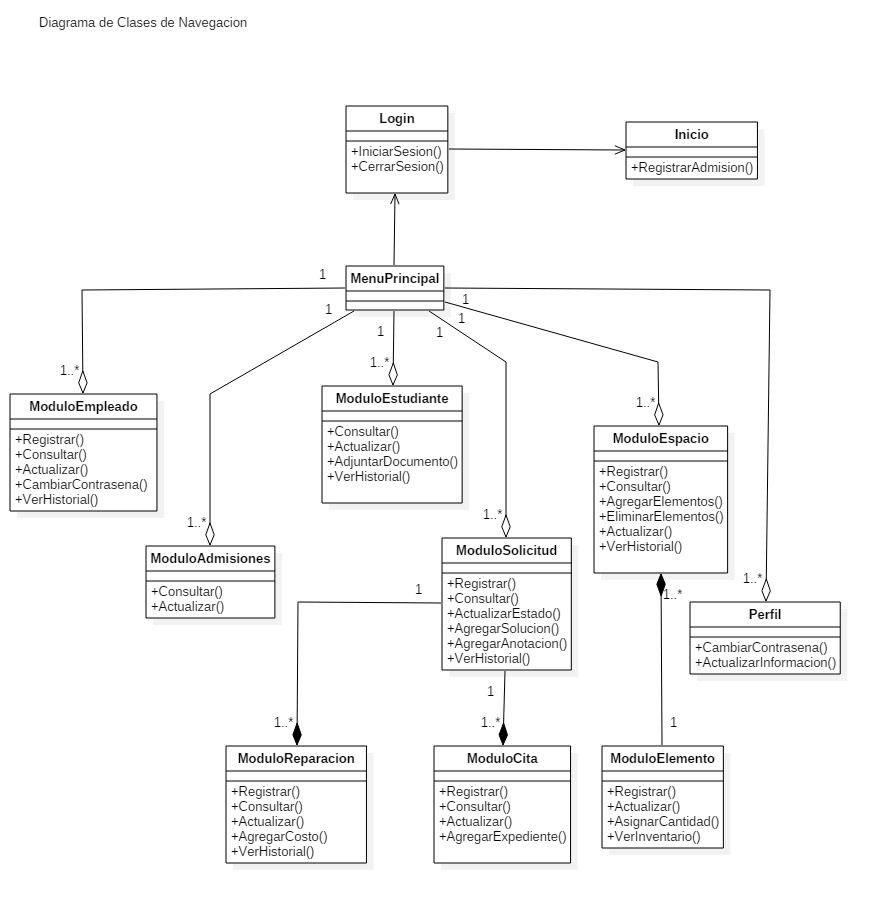 Diagrama de Clases de Navegacion
Login
+IniciarSesion()
+CerrarSesion()
Inicio
+RegistrarAdmision()
MenuPrincipal
1
1
1
1
1
1
1..*
ModuloEmpleado
+Registrar()
+Consultar()
+Actualizar()
+CambiarContrasena()
+VerHistorial()
1..*
ModuloEstudiante
+Consultar()
+Actualizar()
+AdjuntarDocumento()
+VerHistorial()
1..*
ModuloEspacio
+Registrar()
+Consultar()
+AgregarElementos()
+EliminarElementos()
+Actualizar()
+VerHistorial()
1..*
ModuloAdmisiones
+Consultar()
+Actualizar()
1..*
ModuloSolicitud
+Registrar()
+Consultar()
+ActualizarEstado()
+AgregarSolucion()
+AgregarAnotacion()
+VerHistorial()
1..*
Perfil
+CambiarContrasena()
+ActualizarInformacion()
1
1..*
ModuloReparacion
+Registrar()
+Consultar()
+Actualizar()
+AgregarCosto()
+VerHistorial()
1
1..*
ModuloCita
+Registrar()
+Consultar()
+Actualizar()
+AgregarExpediente()
1..*
1
ModuloElemento
+Registrar()
+Actualizar()
+AsignarCantidad()
+VerInventario()